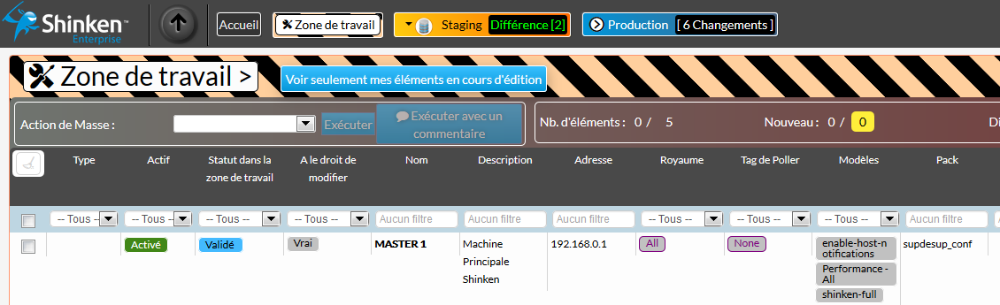 Shinken™
Enterprise
Accueil
Zone de travail
Staging Différence [2]
Production [ 6 Changements ]
Zone de travail >
Voir seulement mes éléments en cours d'édition
Action de Masse :
Exécuter
Exécuter avec un
commentaire
Nb. d'éléments : 0 / 5
Nouveau : 0 / 0
Di
Type
Actif
Statut dans la
zone de travail
A le droit de
modifier
Nom
Description
Adresse
Royaume
Tag de Poller
Modèles
Pack
-- Tous --
-- Tous --
-- Tous --
-- Tous --
Aucun filtre
Aucun filtre
Aucun filtre
-- Tous --
-- Tous --
-- Tous --
Aucun filtre
Activé
Validé
Vrai
MASTER 1
Machine
Principale
Shinken
192.168.0.1
All
None
enable-host-n
otifications
Performance -
All
shinken-full
supdesup_conf